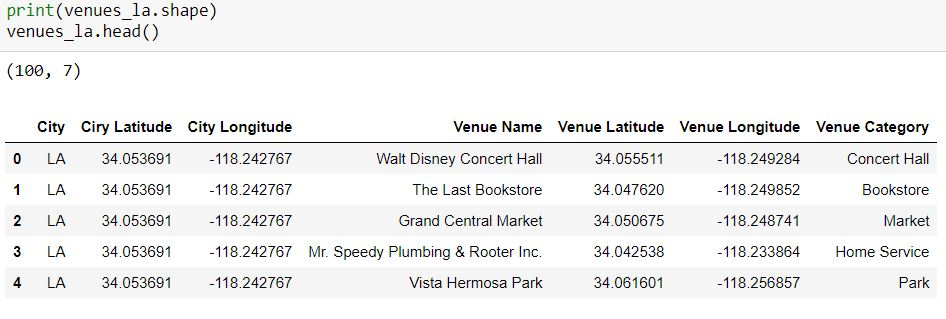 print(venues_la.shape)
venues_la.head()
(100, 7)
City Ciry Latitude City Longitude Venue Name Venue Latitude Venue Longitude Venue Category
0 LA 34.053691 -118.242767 Walt Disney Concert Hall 34.055511 -118.249284 Concert Hall
1 LA 34.053691 -118.242767 The Last Bookstore 34.047620 -118.249852 Bookstore
2 LA 34.053691 -118.242767 Grand Central Market 34.050675 -118.248741 Market
3 LA 34.053691 -118.242767 Mr. Speedy Plumbing & Rooter Inc. 34.042538 -118.233864 Home Service
4 LA 34.053691 -118.242767 Vista Hermosa Park 34.061601 -118.256857 Park